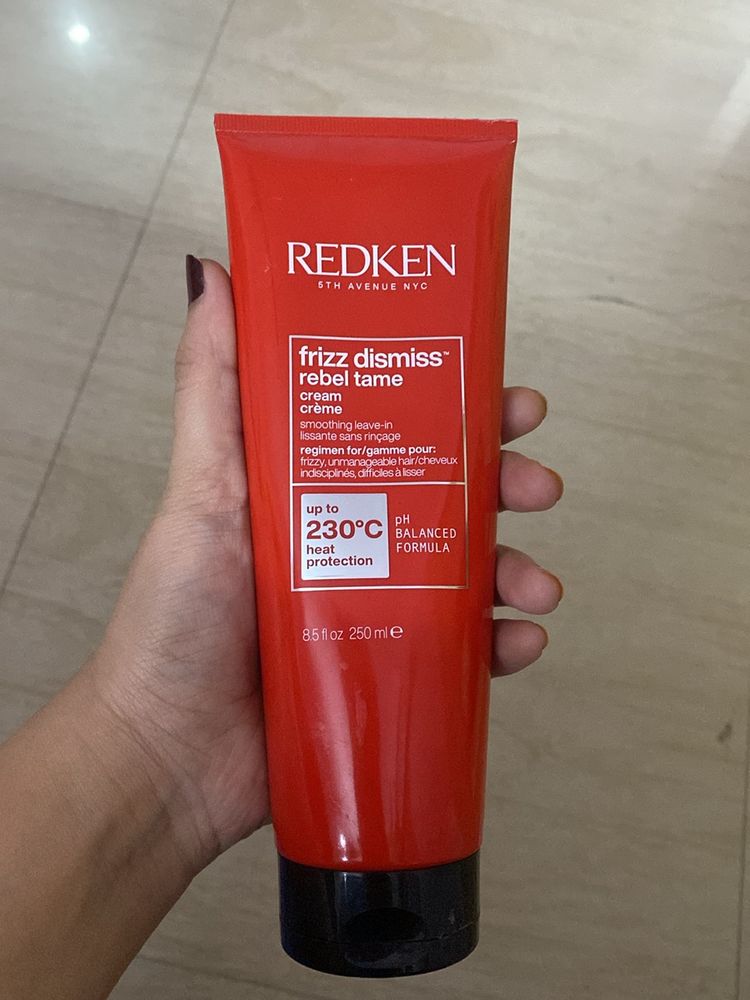 REDKEN
5TH AVENUE NYC
frizz dismiss™
rebel tame
cream
crème
smoothing leave-in
lissante sans rinçage
regimen for/gamme pour:
frizzy, unmanageable hair/cheveux
indisciplinés, difficiles à lisser
up to
230°C
heat
protection
pH
BALANCED
FORMULA
8.5 fl oz 250 ml ℮